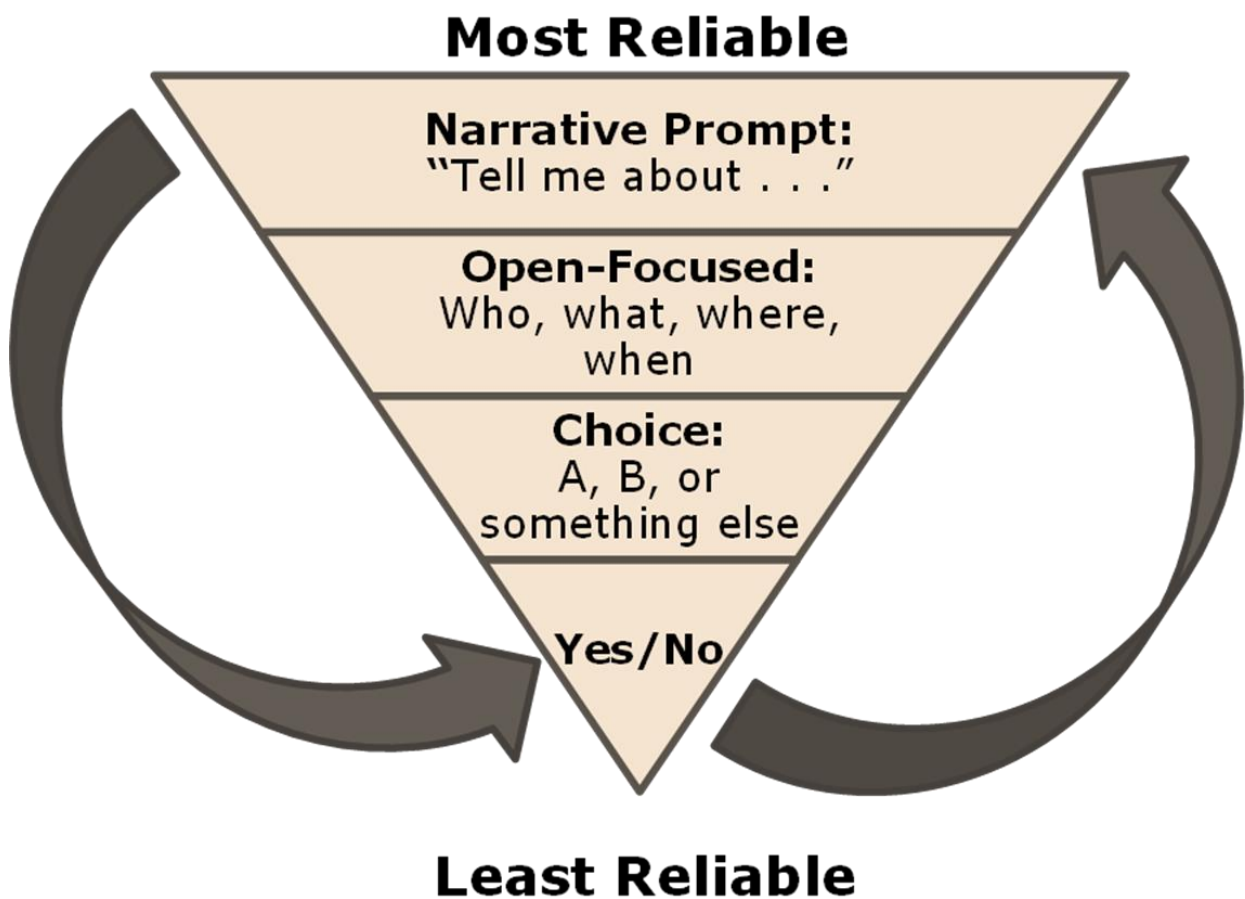 Most Reliable
Narrative Prompt:
“Tell me about . . .”
Open-Focused:
Who, what, where,
when
Choice:
A, B, or
something else
Yes/No
Least Reliable